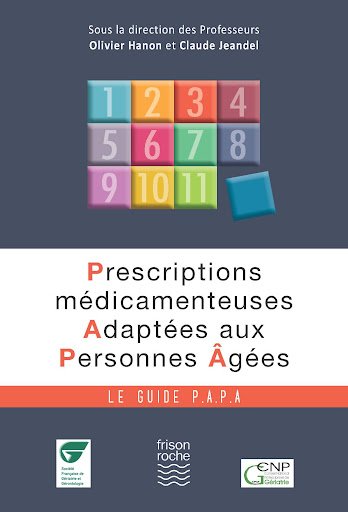 Sous la direction des Professeurs
Olivier Hanon et Claude Jeandel
1 2 3 4
5 6 7 8
9 10 11
Prescriptions
médicamenteuses
Adaptées aux
Personnes Âgées
LE GUIDE P.A.P.A
Société
Française de
Gériatrie et
Gérontologie
frison
roche
CNP
Gériatrie